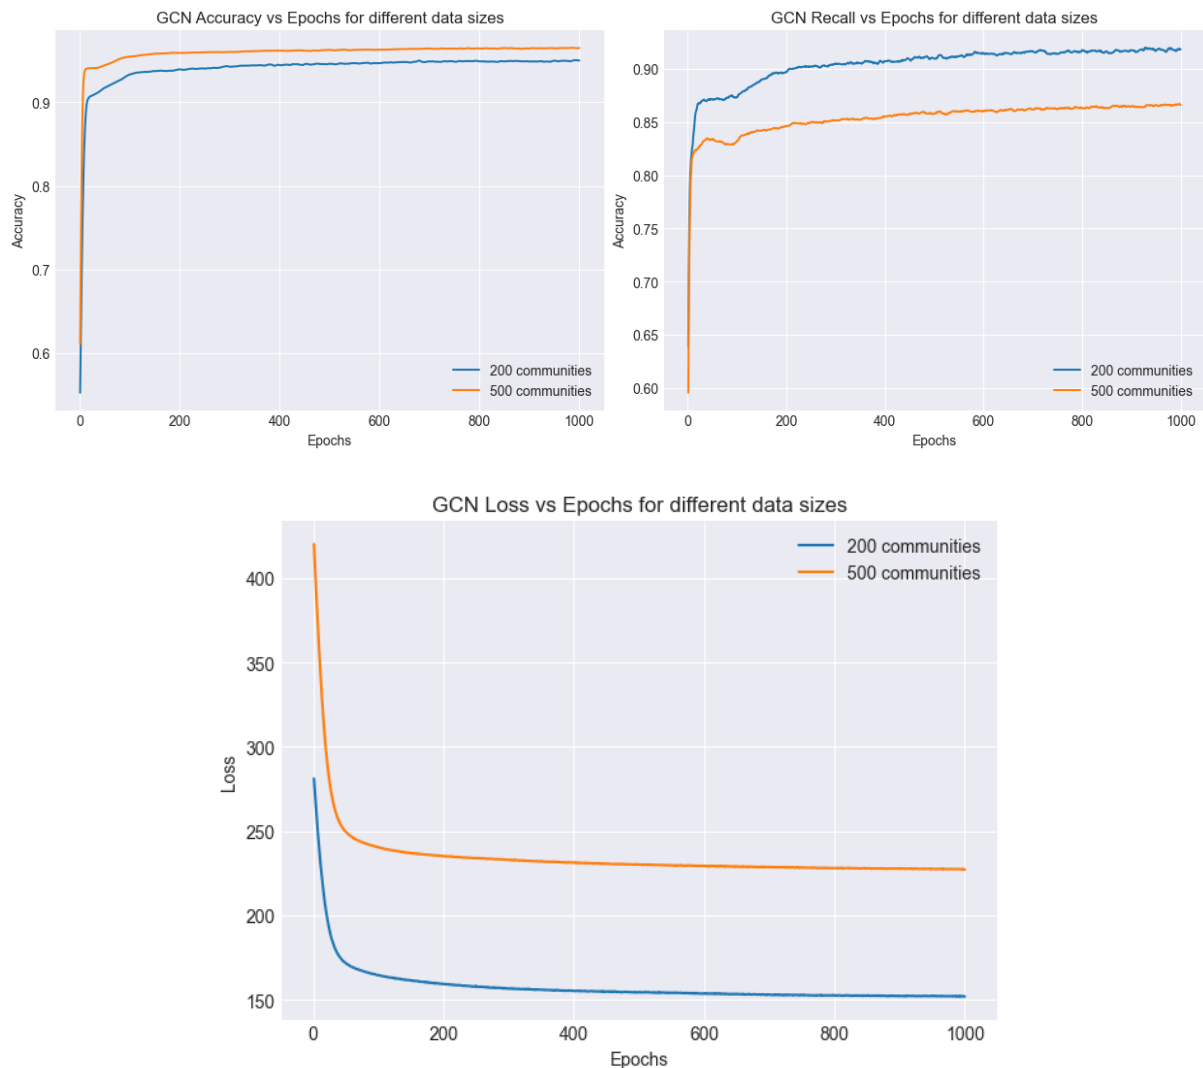 GCN Accuracy vs Epochs for different data sizes
0.9
0.8
0.7
0.6
Accuracy
0
200
400
600
800
1000
Epochs
200 communities
500 communities
GCN Recall vs Epochs for different data sizes
0.90
0.85
0.80
0.75
0.70
0.65
0.60
Accuracy
0
200
400
600
800
1000
Epochs
200 communities
500 communities
GCN Loss vs Epochs for different data sizes
200 communities
500 communities
400
350
300
250
200
150
Loss
0
200
400
600
800
1000
Epochs